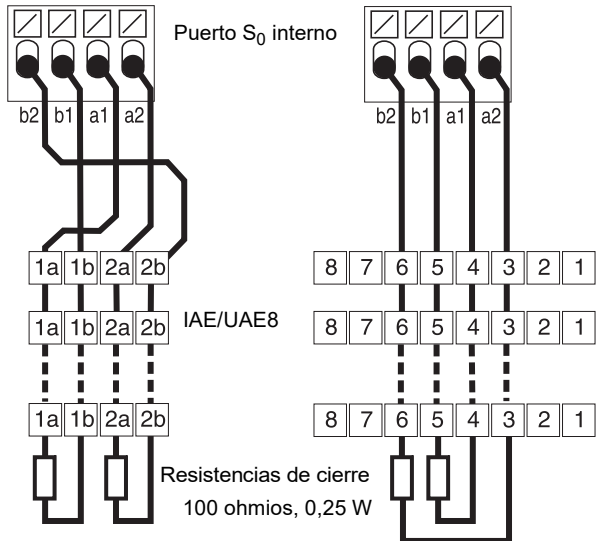 Puerto S0 interno
b2 b1 a1 a2
b2 b1 a1 a2
1a 1b 2a 2b
8 7 6 5 4 3 2 1
1a 1b 2a 2b
IAE/UAE8
8 7 6 5 4 3 2 1
1a 1b 2a 2b
8 7 6 5 4 3 2 1
Resistencias de cierre
100 ohmios, 0,25 W